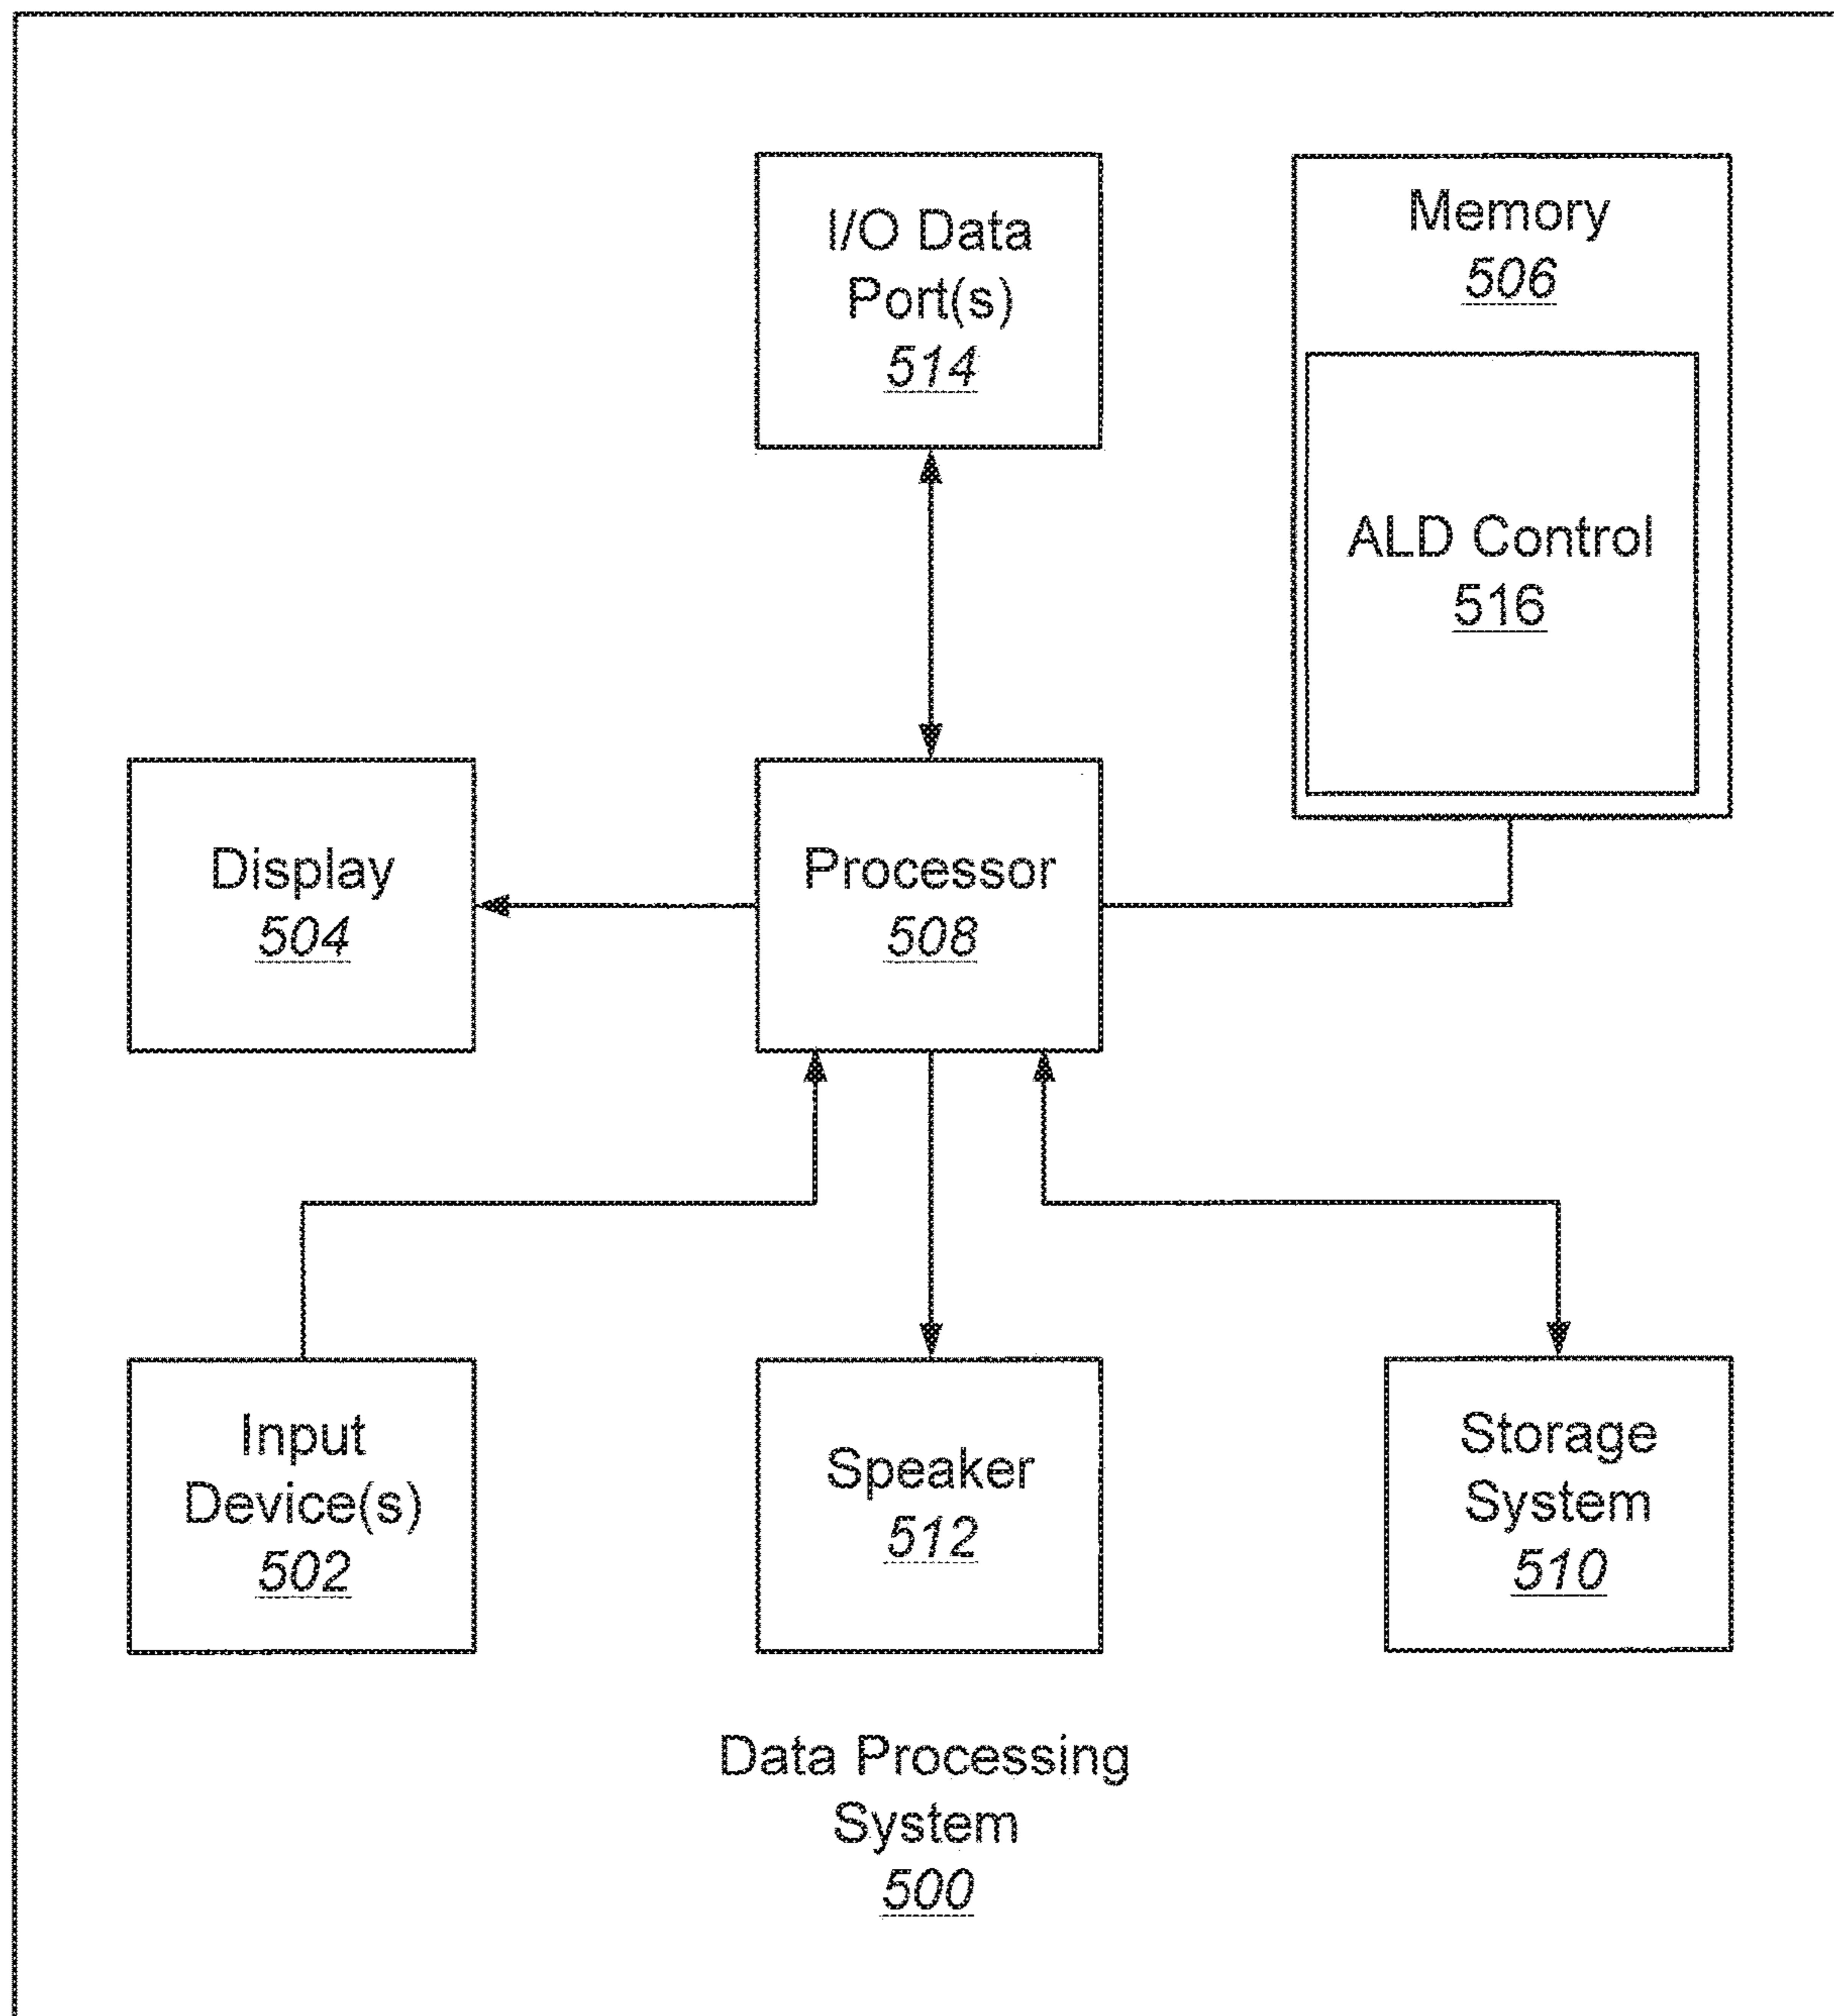 I/O Data
Port(s)
514
Memory
506
ALD Control
516
Display
504
Processor
508
Input
Device(s)
502
Speaker
512
Storage
System
510
Data Processing
System
500